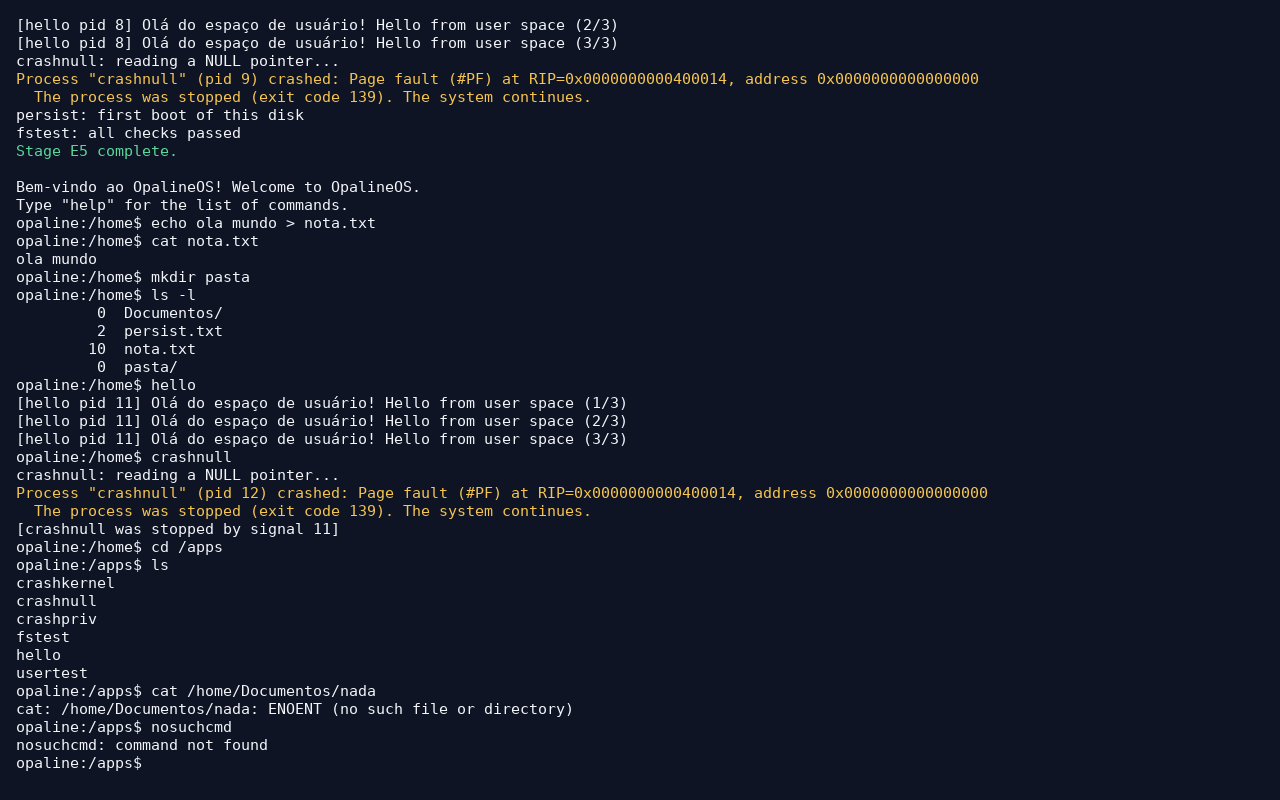 [hello pid 8] Olá do espaço de usuário! Hello from user space (2/3)
[hello pid 8] Olá do espaço de usuário! Hello from user space (3/3)
crashnull: reading a NULL pointer...
Process "crashnull" (pid 9) crashed: Page fault (#PF) at RIP=0x0000000000400014, address 0x0000000000000000
  The process was stopped (exit code 139). The system continues.
persist: first boot of this disk
fstest: all checks passed
Stage E5 complete.

Bem-vindo ao OpalineOS! Welcome to OpalineOS.
Type "help" for the list of commands.
opaline:/home$ echo ola mundo > nota.txt
opaline:/home$ cat nota.txt
ola mundo
opaline:/home$ mkdir pasta
opaline:/home$ ls -l
         0  Documentos/
         2  persist.txt
        10  nota.txt
         0  pasta/
opaline:/home$ hello
[hello pid 11] Olá do espaço de usuário! Hello from user space (1/3)
[hello pid 11] Olá do espaço de usuário! Hello from user space (2/3)
[hello pid 11] Olá do espaço de usuário! Hello from user space (3/3)
opaline:/home$ crashnull
crashnull: reading a NULL pointer...
Process "crashnull" (pid 12) crashed: Page fault (#PF) at RIP=0x0000000000400014, address 0x0000000000000000
  The process was stopped (exit code 139). The system continues.
[crashnull was stopped by signal 11]
opaline:/home$ cd /apps
opaline:/apps$ ls
crashkernel
crashnull
crashpriv
fstest
hello
usertest
opaline:/apps$ cat /home/Documentos/nada
cat: /home/Documentos/nada: ENOENT (no such file or directory)
opaline:/apps$ nosuchcmd
nosuchcmd: command not found
opaline:/apps$